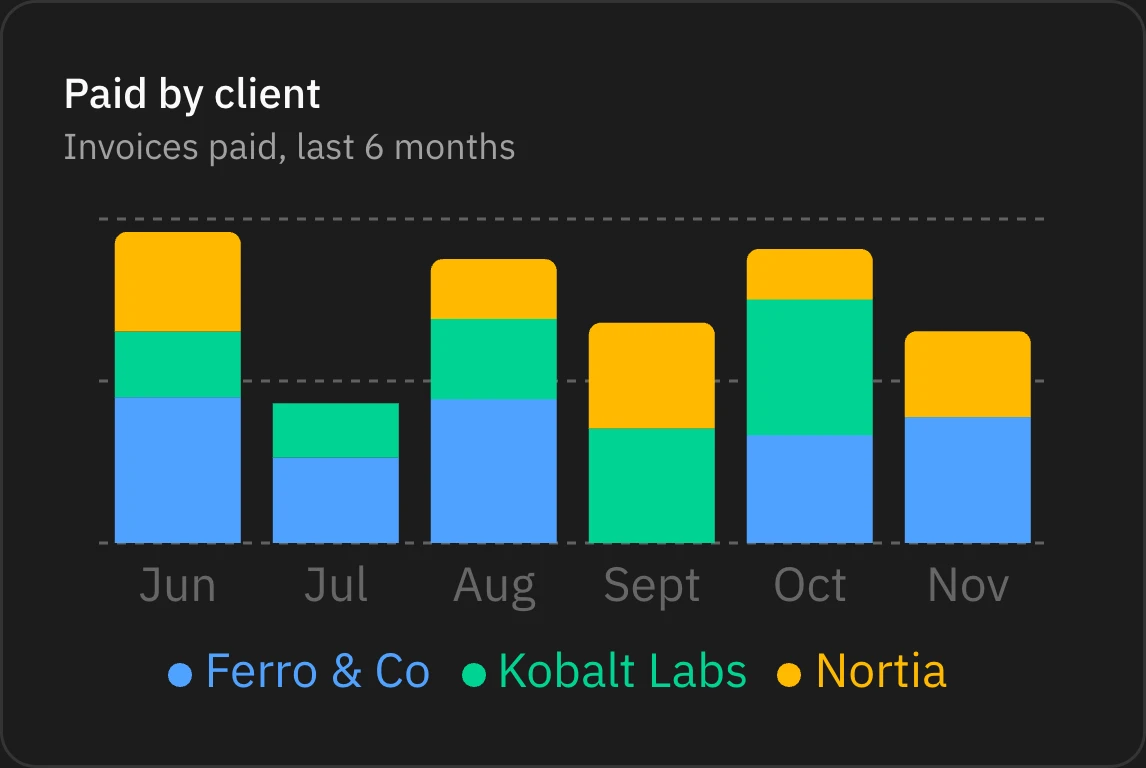 Paid by client
Invoices paid, last 6 months
Jun Jul Aug Sept Oct Nov
Ferro & Co Kobalt Labs Nortia